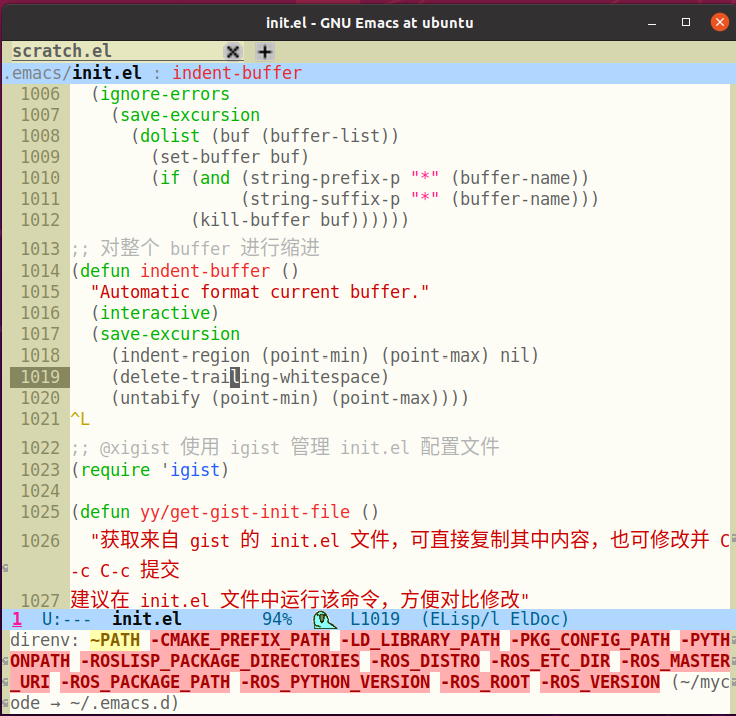 init.el - GNU Emacs at ubuntu
scratch.el
.emacs/init.el : indent-buffer
1006   (ignore-errors
1007     (save-excursion
1008       (dolist (buf (buffer-list))
1009         (set-buffer buf)
1010         (if (and (string-prefix-p "*" (buffer-name))
1011                  (string-suffix-p "*" (buffer-name)))
1012             (kill-buffer buf))))))
1013 ;; 对整个 buffer 进行缩进
1014 (defun indent-buffer ()
1015   "Automatic format current buffer."
1016   (interactive)
1017   (save-excursion
1018     (indent-region (point-min) (point-max) nil)
1019     (delete-trailing-whitespace)
1020     (untabify (point-min) (point-max))))
1021 ^L
1022 ;; @xigist 使用 igist 管理 init.el 配置文件
1023 (require 'igist)
1024
1025 (defun yy/get-gist-init-file ()
1026   "获取来自 gist 的 init.el 文件，可直接复制其中内容，也可修改并 C
-c C-c 提交
1027 建议在 init.el 文件中运行该命令，方便对比修改"
1 U:--- init.el 94% L1019 (ELisp/l ElDoc)
direnv: ~PATH -CMAKE_PREFIX_PATH -LD_LIBRARY_PATH -PKG_CONFIG_PATH -PYTH
ONPATH -ROSLISP_PACKAGE_DIRECTORIES -ROS_DISTRO -ROS_ETC_DIR -ROS_MASTER
_URI -ROS_PACKAGE_PATH -ROS_PYTHON_VERSION -ROS_ROOT -ROS_VERSION (~/myc
ode → ~/.emacs.d)